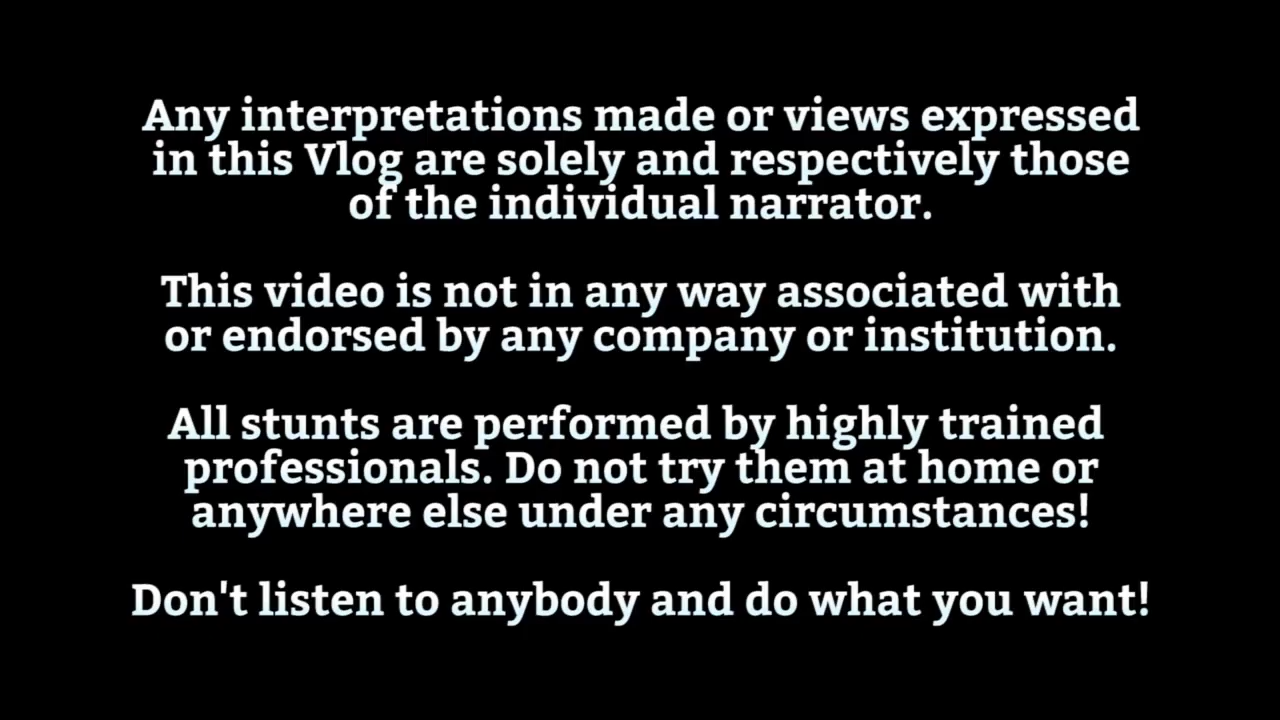 Any interpretations made or views expressed
in this Vlog are solely and respectively those
of the individual narrator.
This video is not in any way associated with
or endorsed by any company or institution.
All stunts are performed by highly trained
professionals. Do not try them at home or
anywhere else under any circumstances!
Don't listen to anybody and do what you want!